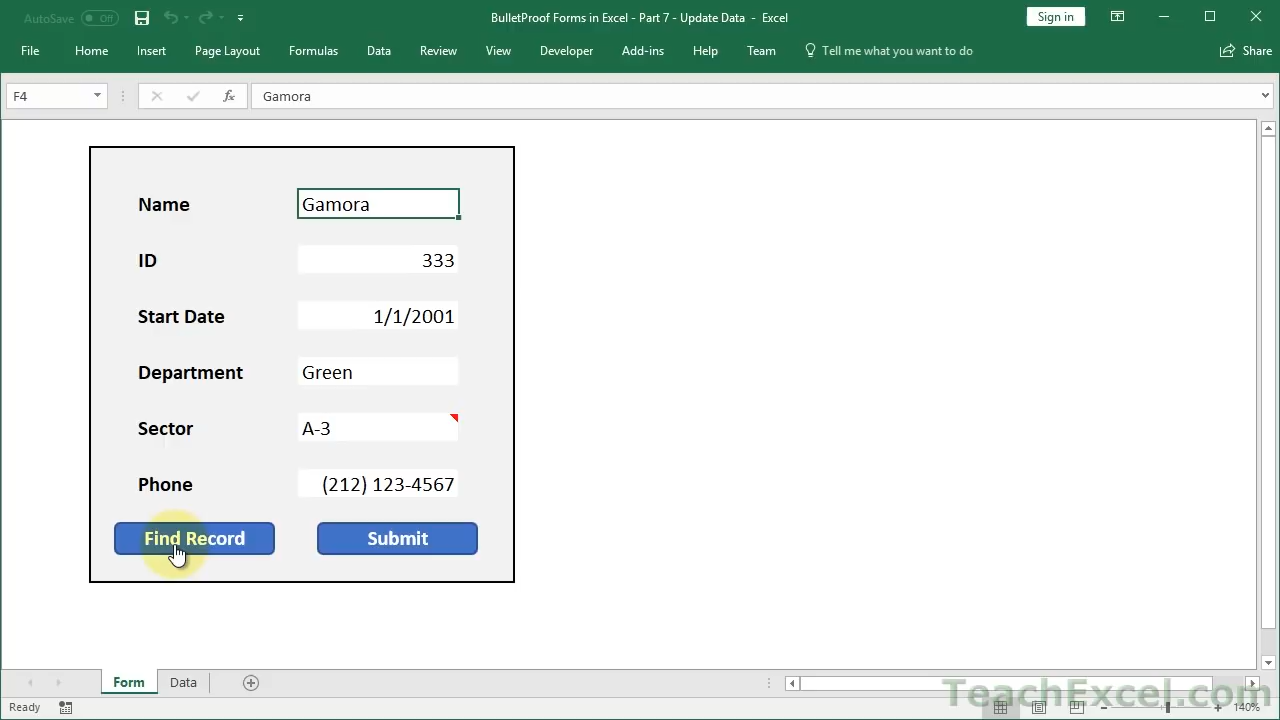 AutoSave Off BulletProof Forms in Excel - Part 7 - Update Data - Excel Sign in
File Home Insert Page Layout Formulas Data Review View Developer Add-ins Help Team Tell me what you want to do Share
F4 fx Gamora
Name Gamora
ID 333
Start Date 1/1/2001
Department Green
Sector A-3
Phone (212) 123-4567
Find Record Submit
Form Data
TeachExcel.com
Ready 140%